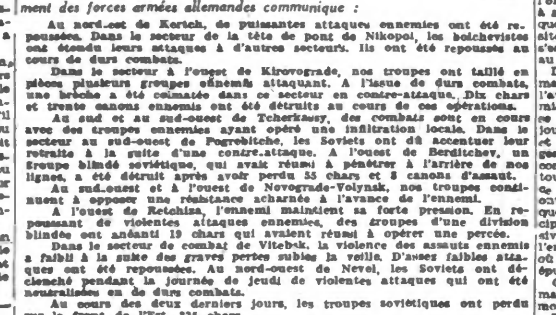 ment des forces armées allemandes communique :
Au nord-est de Kertch, de puissantes attaques ennemies ont été re-
poussées. Dans le secteur de la tête de pont de Nikopol, les bolchevistes
ont étendu leurs attaques à d'autres secteurs. Ils ont été repoussés au
cours de durs combats.
Dans le secteur à l'ouest de Kirovograde, nos troupes ont taillé en
pièces plusieurs groupes ennemis attaquant. A l'issue de durs combats,
une brèche a été colmatée dans ce secteur en contre-attaque. Dix chars
et trente canons ennemis ont été détruits au cours de ces opérations.
Au sud et au sud-ouest de Tcherkassy, des combats sont en cours
avec des troupes ennemies ayant opéré une infiltration locale. Dans le
secteur au sud-ouest de Pogrebitche, les Soviets ont dû accentuer leur
retraite à la suite d'une contre-attaque. A l'ouest de Berditchev, un
groupe blindé soviétique, qui avait réussi à pénétrer à l'arrière de nos
lignes, a été détruit après avoir perdu 55 chars et 8 canons d'assaut.
Au sud-ouest et à l'ouest de Novograde-Volynsk, nos troupes conti-
nuent à opposer une résistance acharnée à l'avance de l'ennemi.
A l'ouest de Retchiza, l'ennemi maintient sa forte pression. En re-
poussant de violentes attaques ennemies, des troupes d'une division
blindée ont anéanti 19 chars qui avaient réussi à opérer une percée.
Dans le secteur de combat de Vitebsk, la violence des assauts ennemis
a faibli à la suite des graves pertes subies la veille. D'assez faibles atta-
ques ont été repoussées. Au nord-ouest de Nevel, les Soviets ont dé-
clenché pendant la journée de jeudi de violentes attaques qui ont été
neutralisées en de durs combats.
Au cours des deux derniers jours, les troupes soviétiques ont perdu